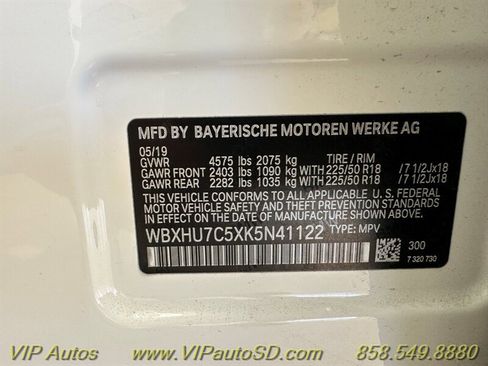 MFD BY BAYERISCHE MOTOREN WERKE AG
05/19
GVWR 4575 lbs 2075 kg TIRE / RIM
GAWR FRONT 2403 lbs 1090 kg WITH 225/50 R18 /7 1/2Jx18
GAWR REAR 2282 lbs 1035 kg WITH 225/50 R18 /7 1/2Jx18
THIS VEHICLE CONFORMS TO ALL APPLICABLE U. S. FEDERAL
MOTOR VEHICLE SAFETY, BUMPER, AND THEFT PREVENTION
STANDARDS IN EFFECT ON THE DATE OF MANUFACTURE
SHOWN ABOVE.
WBXHU7C5XK5N41122 TYPE: MPV
300
7 320 730
VIP Autos www.VIPautoSD.com 858.549.8880